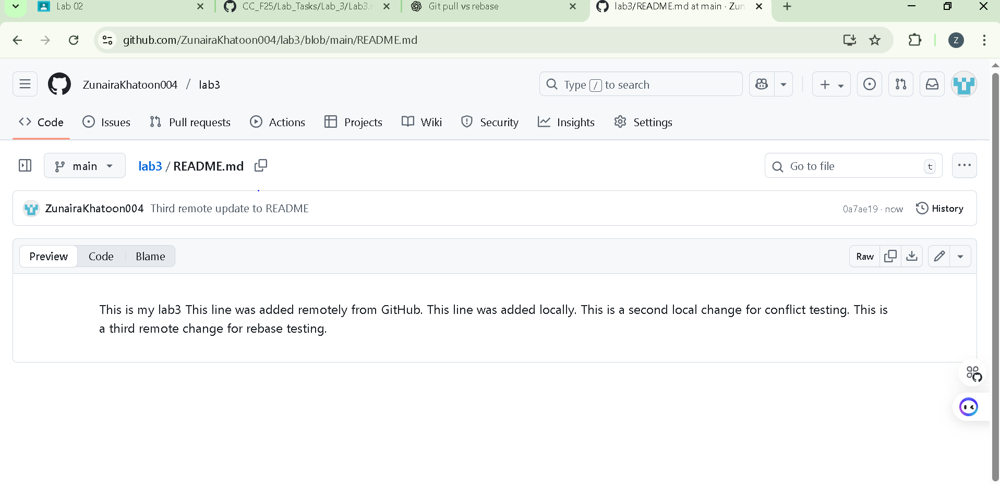 Lab 02
CC_F25/Lab_Tasks/Lab_3/Lab3.m
Git pull vs rebase
lab3/README.md at main · Zun
github.com/ZunairaKhatoon004/lab3/blob/main/README.md
Z
ZunairaKhatoon004 / lab3
Type / to search
Code
Issues
Pull requests
Actions
Projects
Wiki
Security
Insights
Settings
main
lab3 / README.md
Go to file
t
ZunairaKhatoon004 Third remote update to README
0a7ae19 · now
History
Preview
Code
Blame
Raw
This is my lab3 This line was added remotely from GitHub. This line was added locally. This is a second local change for conflict testing. This is
a third remote change for rebase testing.